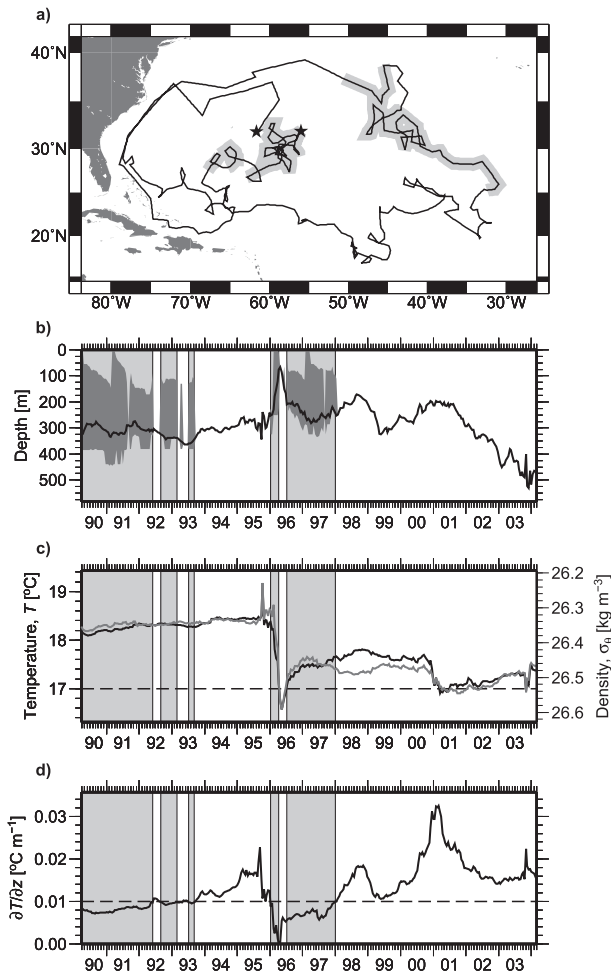 a)
40˚N
30˚N
20˚N
80˚W 70˚W 60˚W 50˚W 40˚W 30˚W
b)
Depth [m]
0
100
200
300
400
500
90 91 92 93 94 95 96 97 98 99 00 01 02 03
c)
Temperature, T [ºC]
19
18
17
26.2
26.3
26.4
26.5
26.6
Density, σθ [kg m⁻³]
90 91 92 93 94 95 96 97 98 99 00 01 02 03
d)
∂T/∂z [ºC m⁻¹]
0.03
0.02
0.01
0.00
90 91 92 93 94 95 96 97 98 99 00 01 02 03